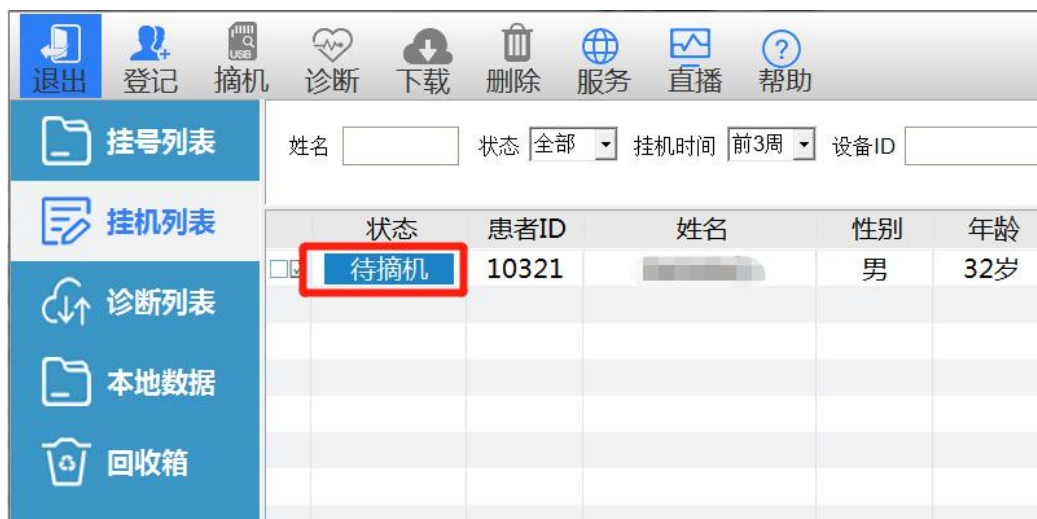 退出 登记 摘机 诊断 下载 删除 服务 直播 帮助
挂号列表
姓名 状态 全部 挂机时间 前3周 设备ID
挂机列表
状态 患者ID 姓名 性别 年龄
待摘机 10321 男 32岁
诊断列表
本地数据
回收箱